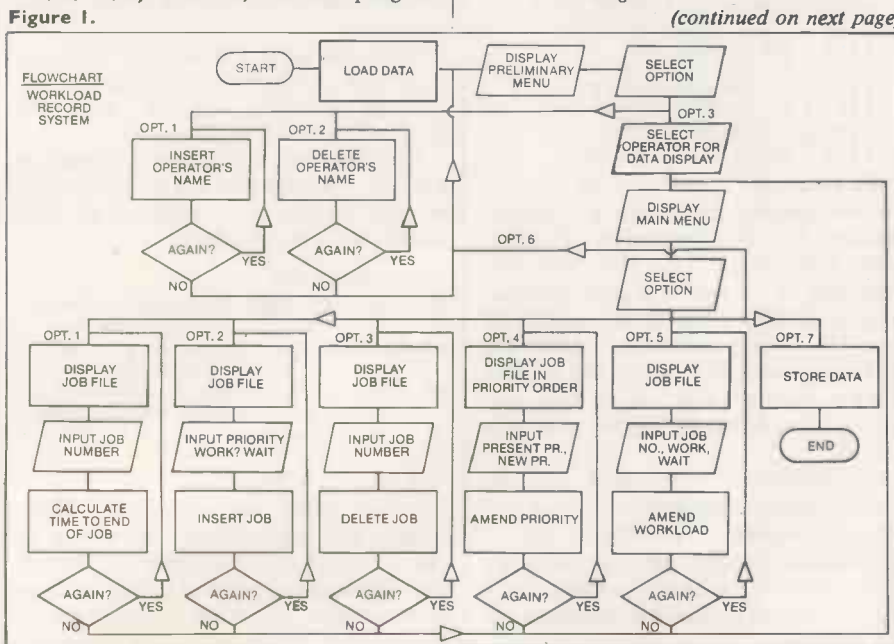 Figure 1.
(continued on next page)
FLOWCHART
WORKLOAD
RECORD
SYSTEM
START
LOAD DATA
DISPLAY
PRELIMINARY
MENU
SELECT
OPTION
OPT. 1
INSERT
OPERATOR'S
NAME
AGAIN?
YES
NO
OPT. 2
DELETE
OPERATOR'S
NAME
AGAIN?
YES
NO
OPT. 3
SELECT
OPERATOR FOR
DATA DISPLAY
DISPLAY
MAIN MENU
OPT. 6
SELECT
OPTION
OPT. 1
DISPLAY
JOB FILE
INPUT JOB
NUMBER
CALCULATE
TIME TO END
OF JOB
AGAIN?
YES
NO
OPT. 2
DISPLAY
JOB FILE
INPUT PRIORITY
WORK? WAIT
INSERT JOB
AGAIN?
YES
NO
OPT. 3
DISPLAY
JOB FILE
INPUT JOB
NUMBER
DELETE JOB
AGAIN?
YES
NO
OPT. 4
DISPLAY JOB
FILE IN
PRIORITY ORDER
INPUT
PRESENT PR.,
NEW PR.
AMEND PRIORITY
AGAIN?
YES
NO
OPT. 5
DISPLAY
JOB FILE
INPUT JOB
NO., WORK,
WAIT
AMEND
WORKLOAD
AGAIN?
YES
NO
OPT. 7
STORE DATA
END